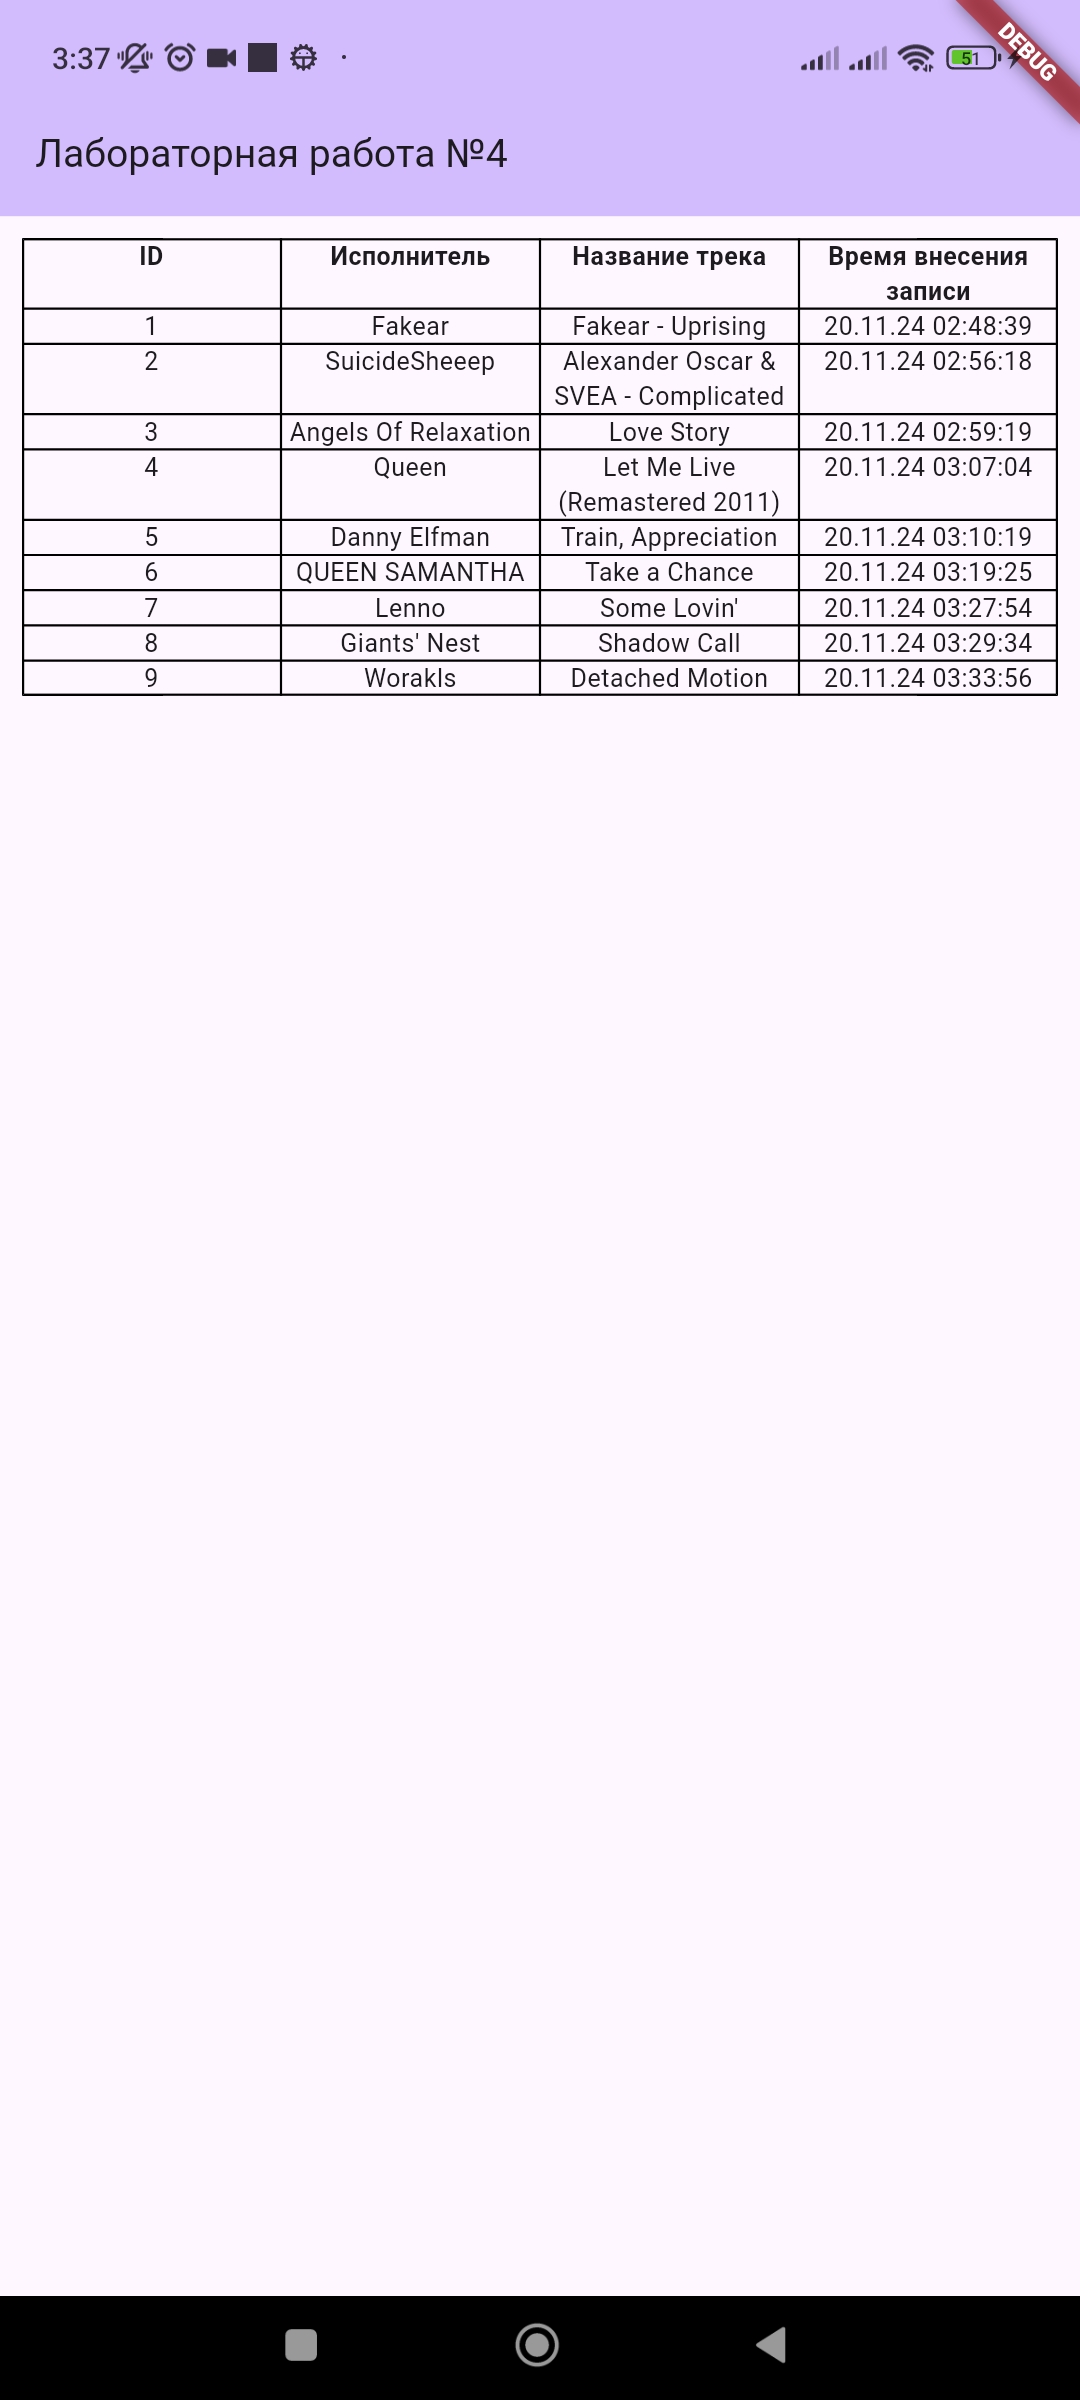 3:37
51
DEBUG
Лабораторная работа №4
ID Исполнитель Название трека Время внесения
записи
1 Fakear Fakear - Uprising 20.11.24 02:48:39
2 SuicideSheeep Alexander Oscar & 20.11.24 02:56:18
SVEA - Complicated
3 Angels Of Relaxation Love Story 20.11.24 02:59:19
4 Queen Let Me Live 20.11.24 03:07:04
(Remastered 2011)
5 Danny Elfman Train, Appreciation 20.11.24 03:10:19
6 QUEEN SAMANTHA Take a Chance 20.11.24 03:19:25
7 Lenno Some Lovin' 20.11.24 03:27:54
8 Giants' Nest Shadow Call 20.11.24 03:29:34
9 Worakls Detached Motion 20.11.24 03:33:56